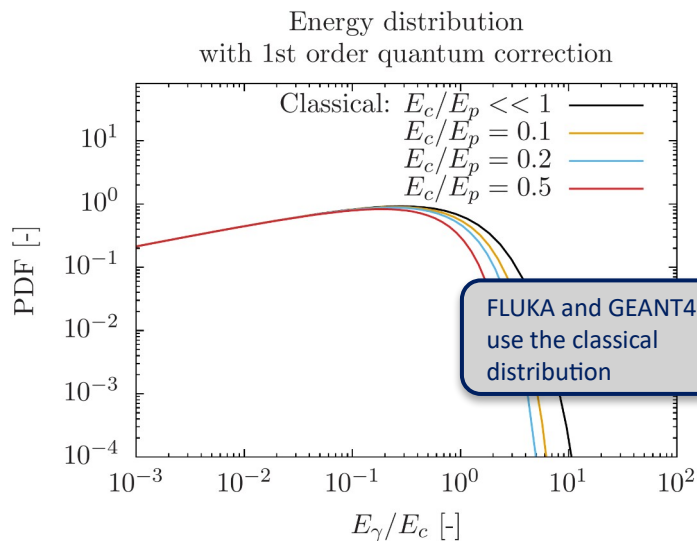 Energy distribution
with 1st order quantum correction
Classical: E_c/E_p << 1
E_c/E_p = 0.1
E_c/E_p = 0.2
E_c/E_p = 0.5
10^1
10^0
10^-1
10^-2
10^-3
10^-4
PDF [-]
FLUKA and GEANT4
use the classical
distribution
10^-3
10^-2
10^-1
10^0
10^1
10^2
E_γ/E_c [-]